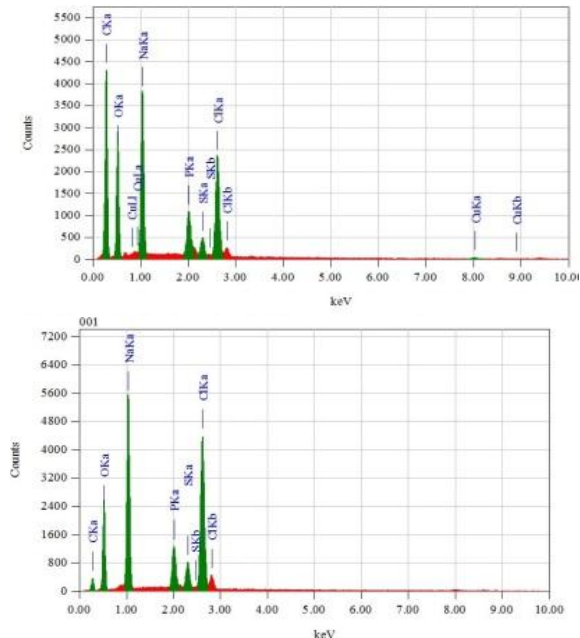 5500
5000
4500
4000
3500
3000
2500
2000
1500
1000
500
0
Counts
CKa
OKa
CuLl
CuLa
NaKa
PKa
SKa
SKb
ClKa
ClKb
CuKa
CuKb
0.00 1.00 2.00 3.00 4.00 5.00 6.00 7.00 8.00 9.00 10.00
keV
001
7200
6400
5600
4800
4000
3200
2400
1600
800
0
Counts
CKa
OKa
NaKa
PKa
SKa
SKb
ClKa
ClKb
0.00 1.00 2.00 3.00 4.00 5.00 6.00 7.00 8.00 9.00 10.00
keV